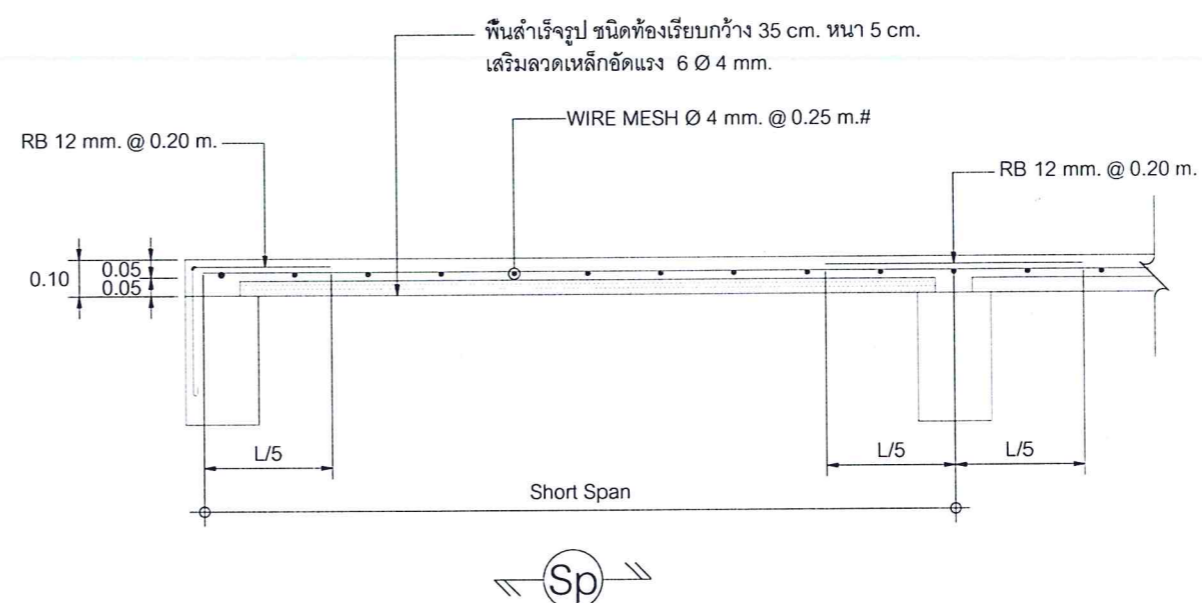 พื้นสำเร็จรูป ชนิดท้องเรียบกว้าง 35 cm. หนา 5 cm.
เสริมลวดเหล็กอัดแรง 6 Ø 4 mm.
WIRE MESH Ø 4 mm. @ 0.25 m.#
RB 12 mm. @ 0.20 m.
RB 12 mm. @ 0.20 m.
0.10
0.05
0.05
L/5
L/5
L/5
Short Span
Sp